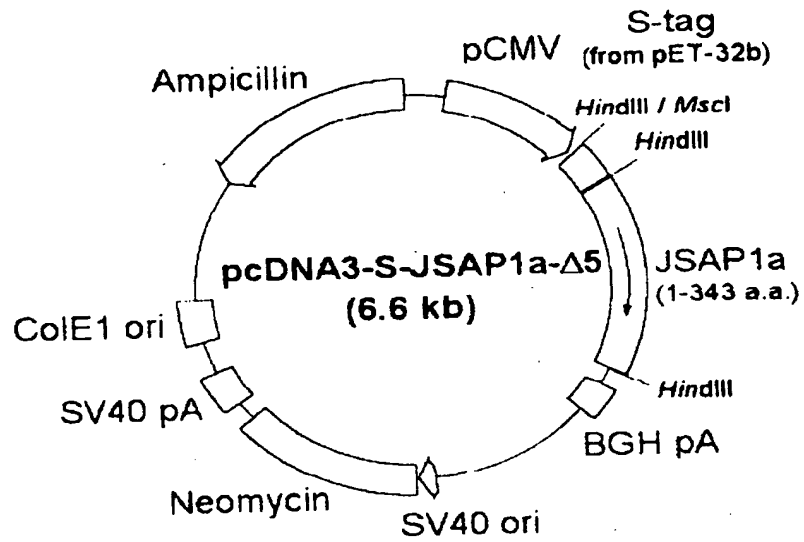 S-tag
pCMV (from pET-32b)
Ampicillin
HindIII / MscI
HindIII
pcDNA3-S-JSAP1a-Δ5
(6.6 kb)
JSAP1a
(1-343 a.a.)
ColE1 ori
HindIII
SV40 pA
BGH pA
Neomycin
SV40 ori